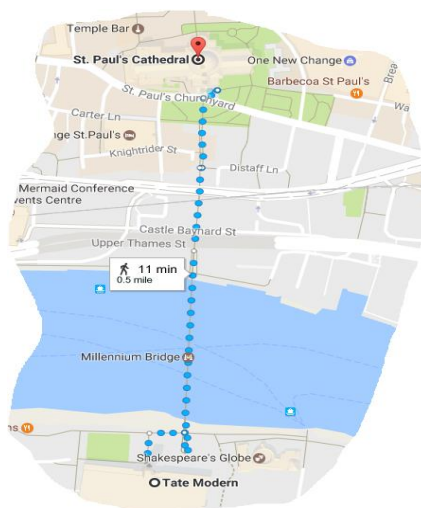 Temple Bar
St. Paul's Cathedral
One New Change
Barbecoa St Paul's
St. Paul's Churchyard
Carter Ln
St.Paul's
Knightrider St
Distaff Ln
Mermaid Conference
Centre
Castle Baynard St
Upper Thames St
11 min
0.5 mile
Millennium Bridge
Shakespeare's Globe
Tate Modern